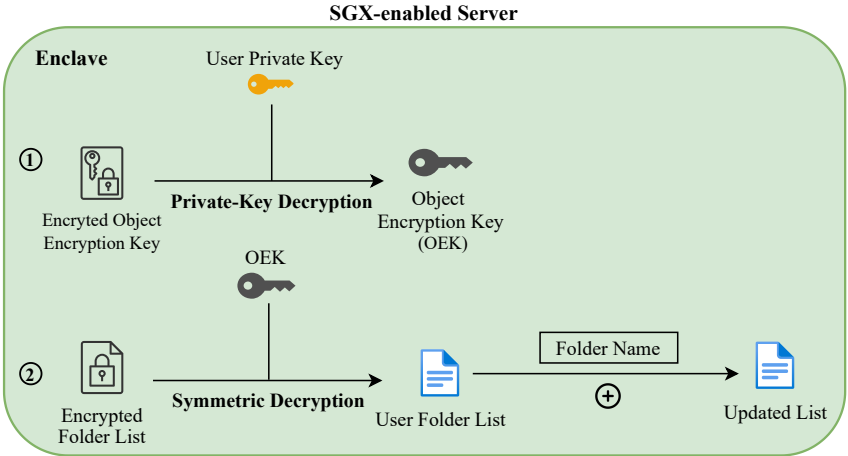 SGX-enabled Server
Enclave
User Private Key
1
Private-Key Decryption
Encryted Object
Encryption Key
Object
Encryption Key
(OEK)
OEK
2
Symmetric Decryption
Encrypted
Folder List
User Folder List
Folder Name
+
Updated List